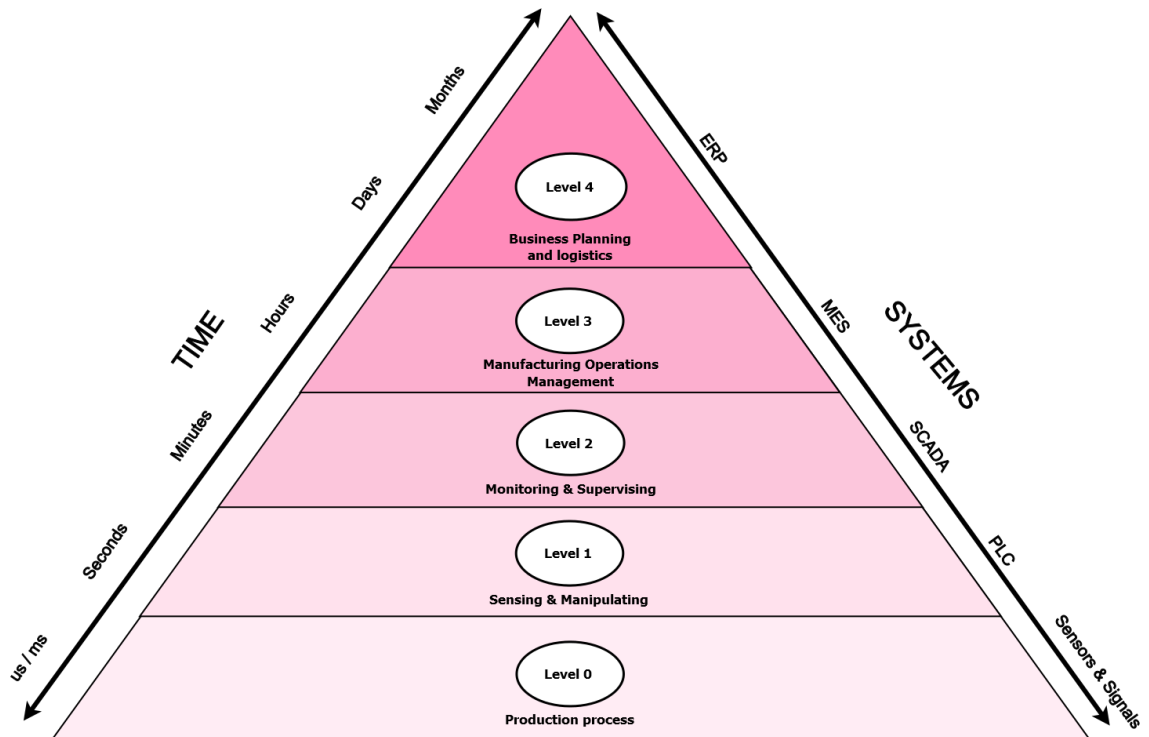 Months
Days
Hours
Minutes
Seconds
us / ms
TIME
Level 4
Business Planning
and logistics
Level 3
Manufacturing Operations
Management
Level 2
Monitoring & Supervising
Level 1
Sensing & Manipulating
Level 0
Production process
ERP
MES
SCADA
PLC
Sensors & Signals
SYSTEMS